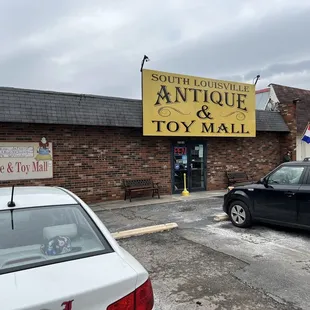 SOUTH LOUISVILLE
ANTIQUE
&
TOY MALL
e & Toy Mall